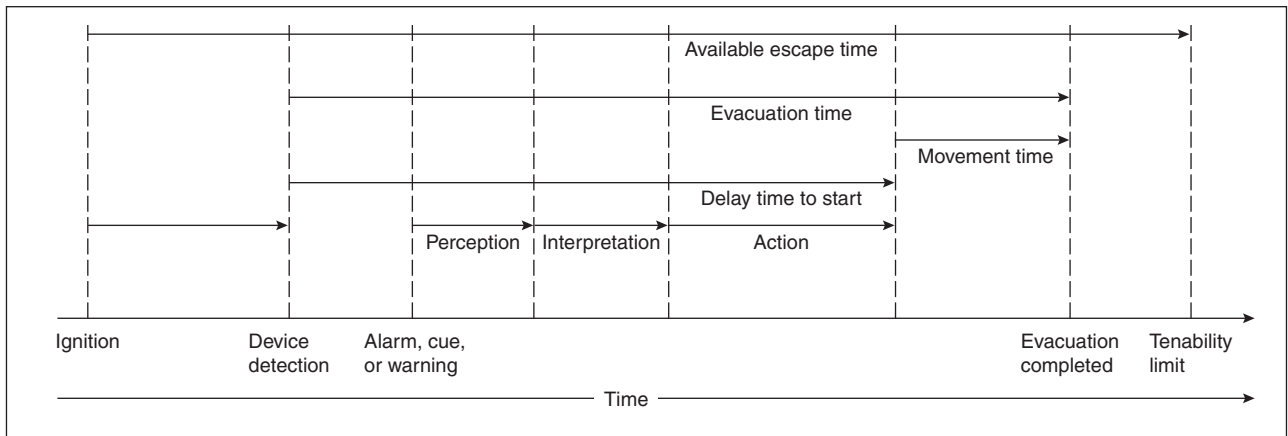 Available escape time
Evacuation time
Movement time
Delay time to start
Perception
Interpretation
Action
Ignition
Device
detection
Alarm, cue,
or warning
Evacuation
completed
Tenability
limit
Time